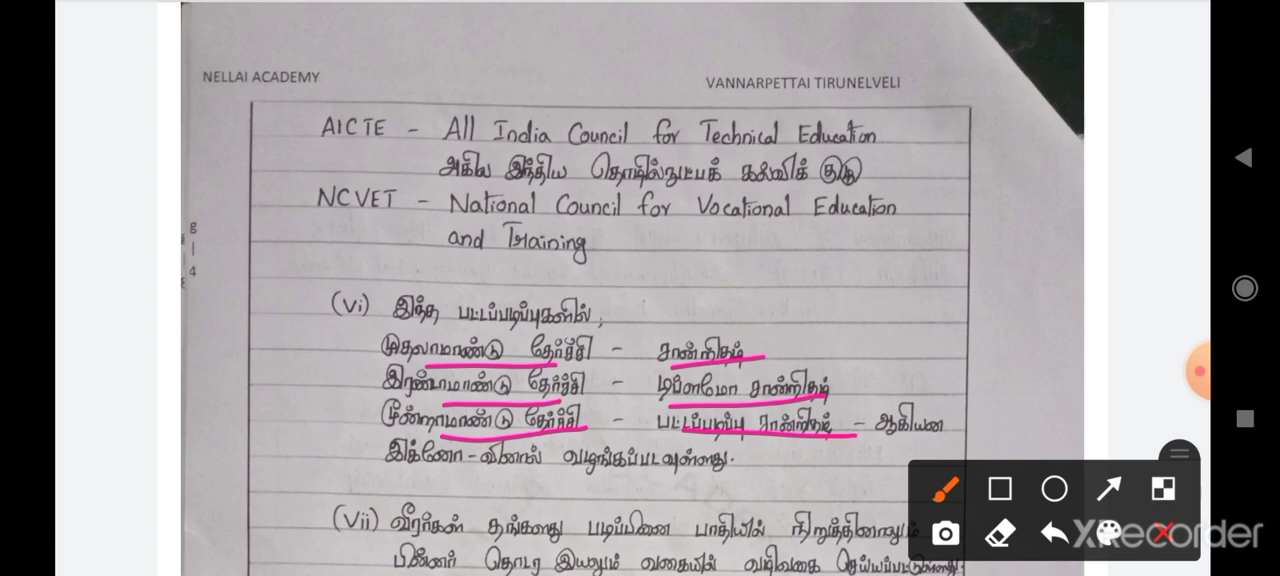 NELLAI ACADEMY
VANNARPETTAI TIRUNELVELI
AICTE - All India Council for Technical Education
அகில இந்திய தொழில்நுட்பக் கல்விக் குழு
NCVET - National Council for Vocational Education
and Training
(Vi) இந்த பட்டப்படிப்புகளில் ;
முதலாமாண்டு தேர்ச்சி - சான்றிதழ்
இரண்டாமாண்டு தேர்ச்சி - டிப்ளமோ சான்றிதழ்
மூன்றாமாண்டு தேர்ச்சி - பட்டப்படிப்பு சான்றிதழ் - ஆகியன
இக்னோ - வினால் வழங்கப்படவுள்ளது.
(Vii) வீரர்கள் தங்களது படிப்பினை பாதியில் நிறுத்தினாலும்
பின்னர் தொடர இயலும் வகையில் வழிவகை செய்யப்பட்டுள்ளது.
XRecorder